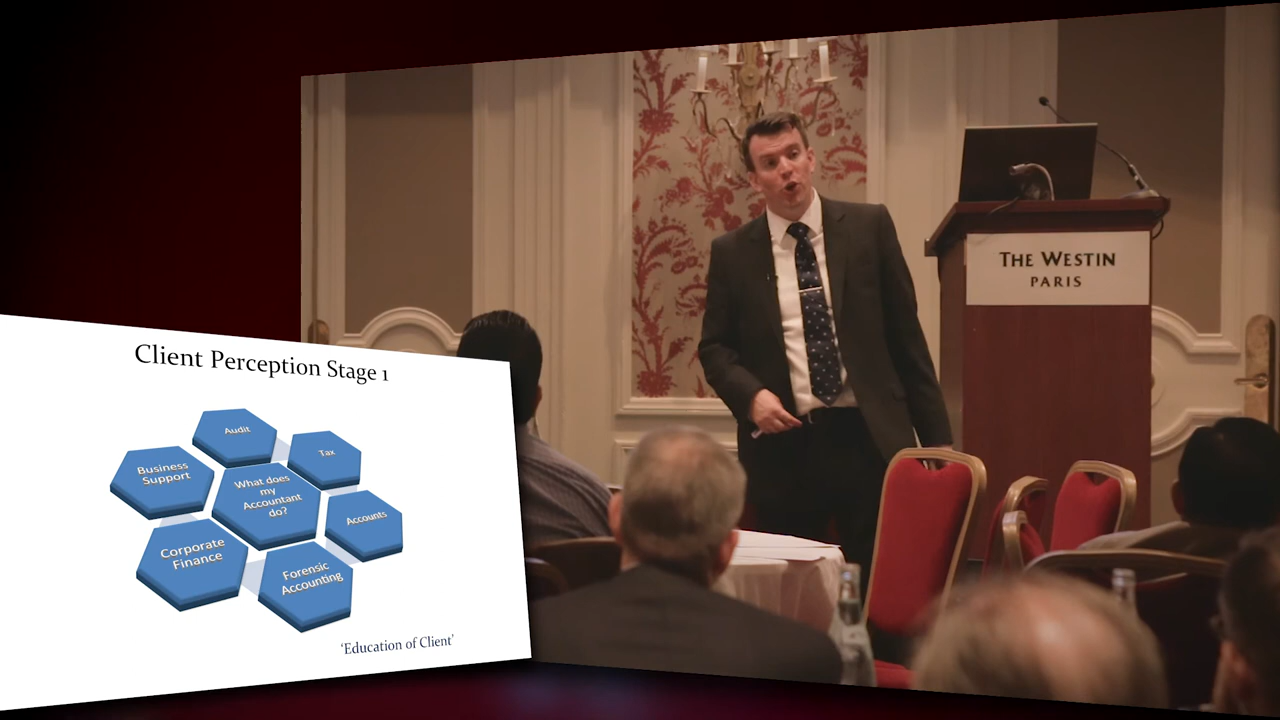 Client Perception Stage 1
Audit
Tax
Business
Support
What does
my
Accountant
do?
Accounts
Corporate
Finance
Forensic
Accounting
‘Education of Client’
THE WESTIN
PARIS